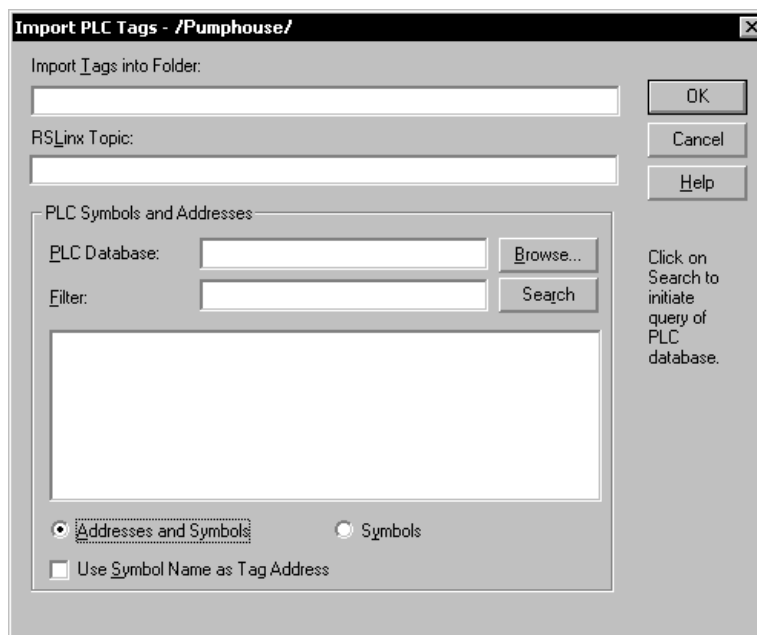 Import PLC Tags - /Pumphouse/
Import Tags into Folder:
OK
RSLinx Topic:
Cancel
Help
PLC Symbols and Addresses
PLC Database:
Browse...
Filter:
Search
Click on
Search to
initiate
query of
PLC
database.
Addresses and Symbols
Symbols
Use Symbol Name as Tag Address